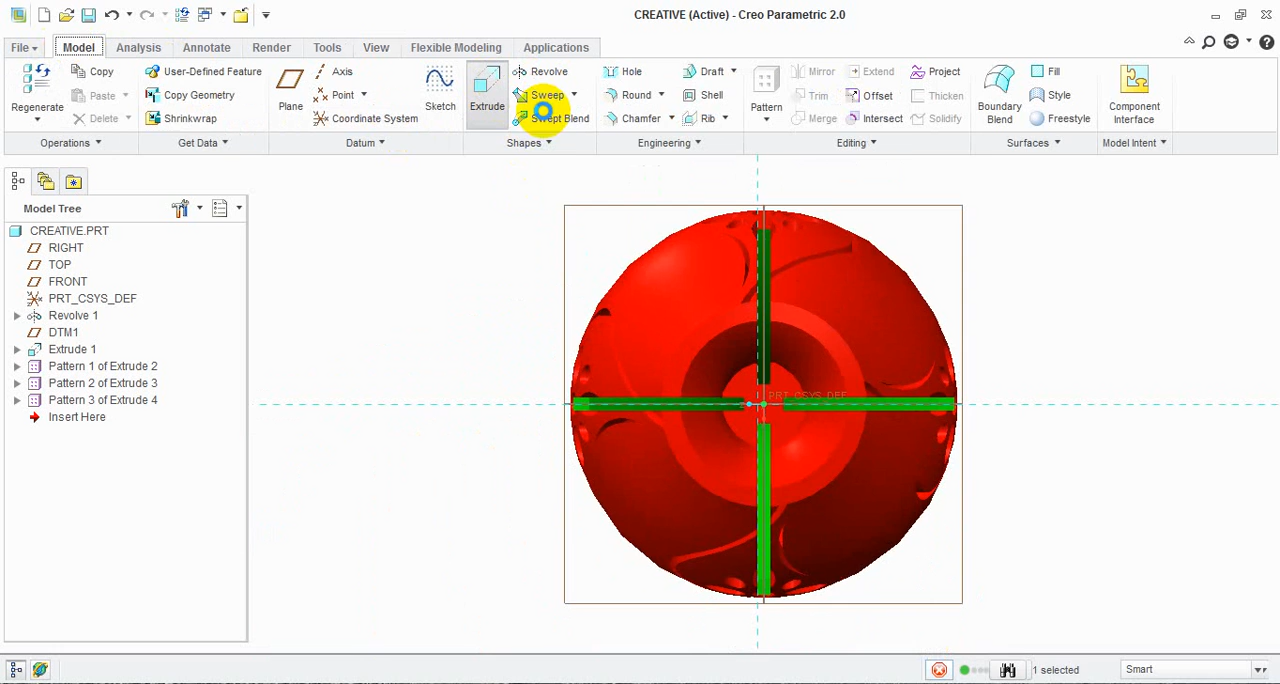 CREATIVE (Active) - Creo Parametric 2.0
File Model Analysis Annotate Render Tools View Flexible Modeling Applications
Regenerate
Copy
Paste
Delete
Operations
User-Defined Feature
Copy Geometry
Shrinkwrap
Get Data
Plane
Axis
Point
Coordinate System
Datum
Sketch
Extrude
Revolve
Sweep
Swept Blend
Shapes
Hole
Round
Chamfer
Draft
Shell
Rib
Engineering
Pattern
Mirror
Trim
Merge
Extend
Offset
Intersect
Project
Thicken
Solidify
Editing
Boundary
Blend
Fill
Style
Freestyle
Surfaces
Component
Interface
Model Intent
Model Tree
CREATIVE.PRT
RIGHT
TOP
FRONT
PRT_CSYS_DEF
Revolve 1
DTM1
Extrude 1
Pattern 1 of Extrude 2
Pattern 2 of Extrude 3
Pattern 3 of Extrude 4
Insert Here
PRT_CSYS_DEF
1 selected
Smart